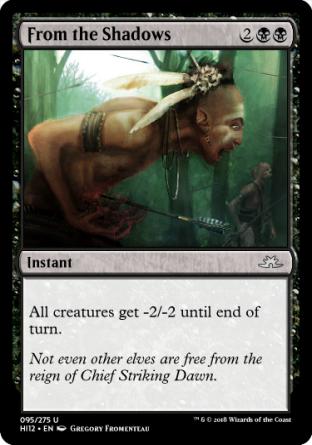 From the Shadows 2
Instant
All creatures get -2/-2 until end of
turn.
Not even other elves are free from the
reign of Chief Striking Dawn.
095/275 U
HI12 • EN GREGORY FROMENTEAU
™ & © 2018 Wizards of the Coast